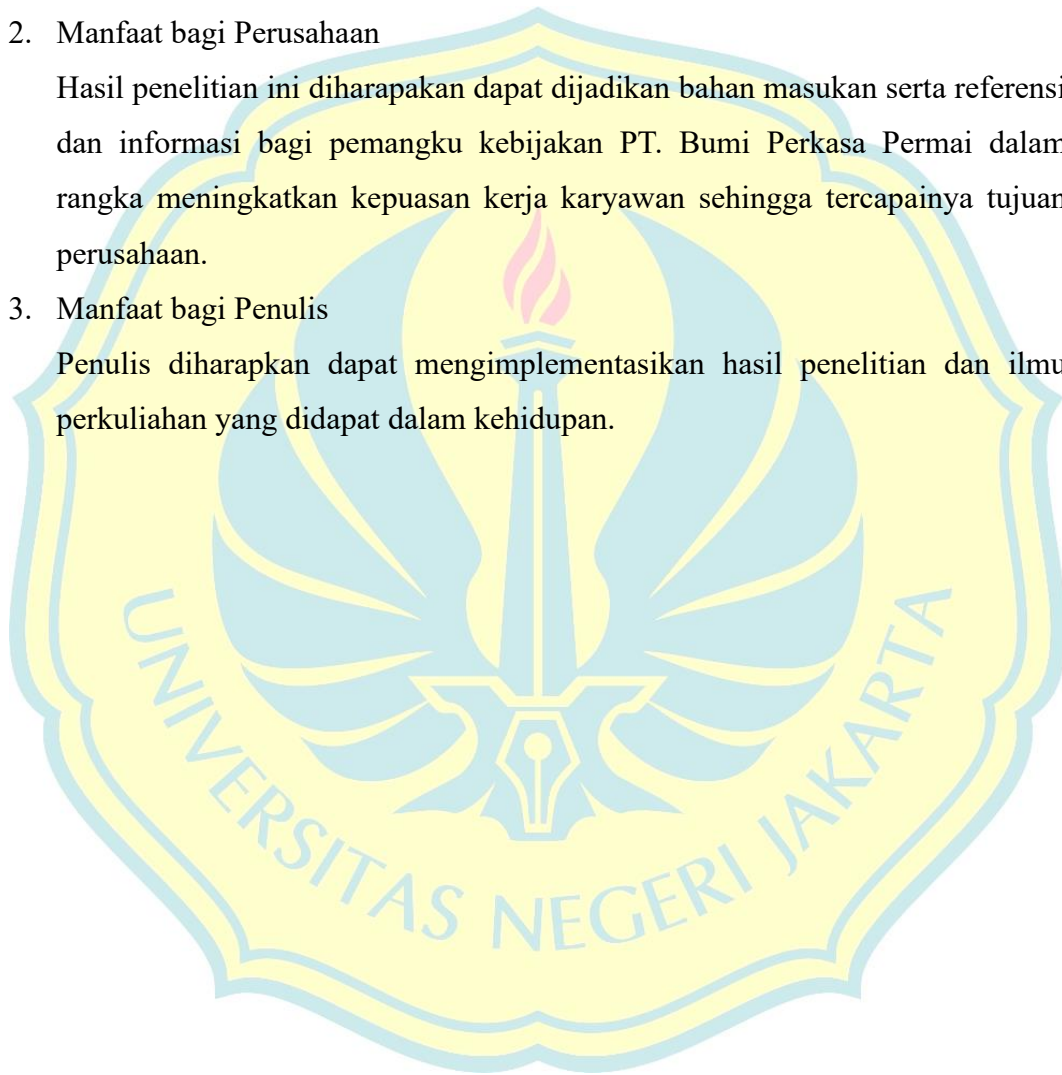 2. Manfaat bagi Perusahaan
Hasil penelitian ini diharapakan dapat dijadikan bahan masukan serta referensi
dan informasi bagi pemangku kebijakan PT. Bumi Perkasa Permai dalam
rangka meningkatkan kepuasan kerja karyawan sehingga tercapainya tujuan
perusahaan.
3. Manfaat bagi Penulis
Penulis diharapkan dapat mengimplementasikan hasil penelitian dan ilmu
perkuliahan yang didapat dalam kehidupan.
UNIVERSITAS NEGERI JAKARTA